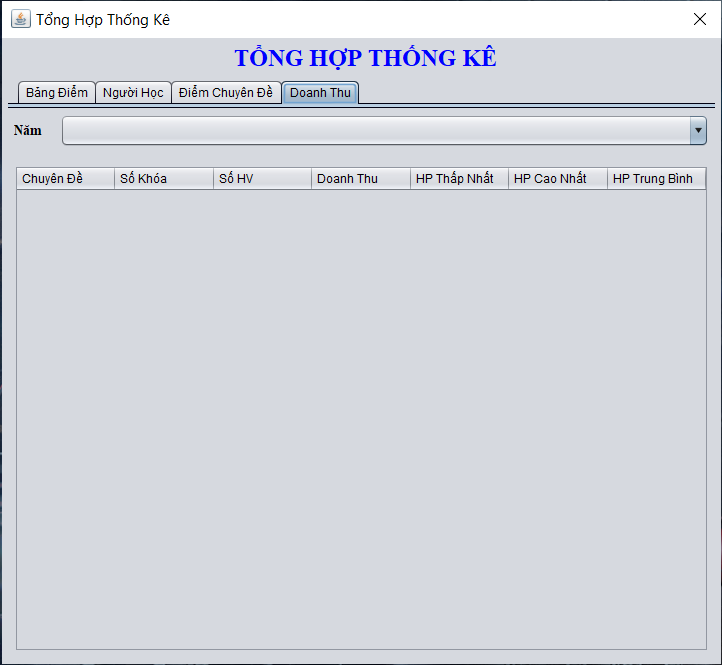 Tổng Hợp Thống Kê
TỔNG HỢP THỐNG KÊ
Bảng Điểm Người Học Điểm Chuyên Đề Doanh Thu
Năm
Chuyên Đề Số Khóa Số HV Doanh Thu HP Thấp Nhất HP Cao Nhất HP Trung Bình